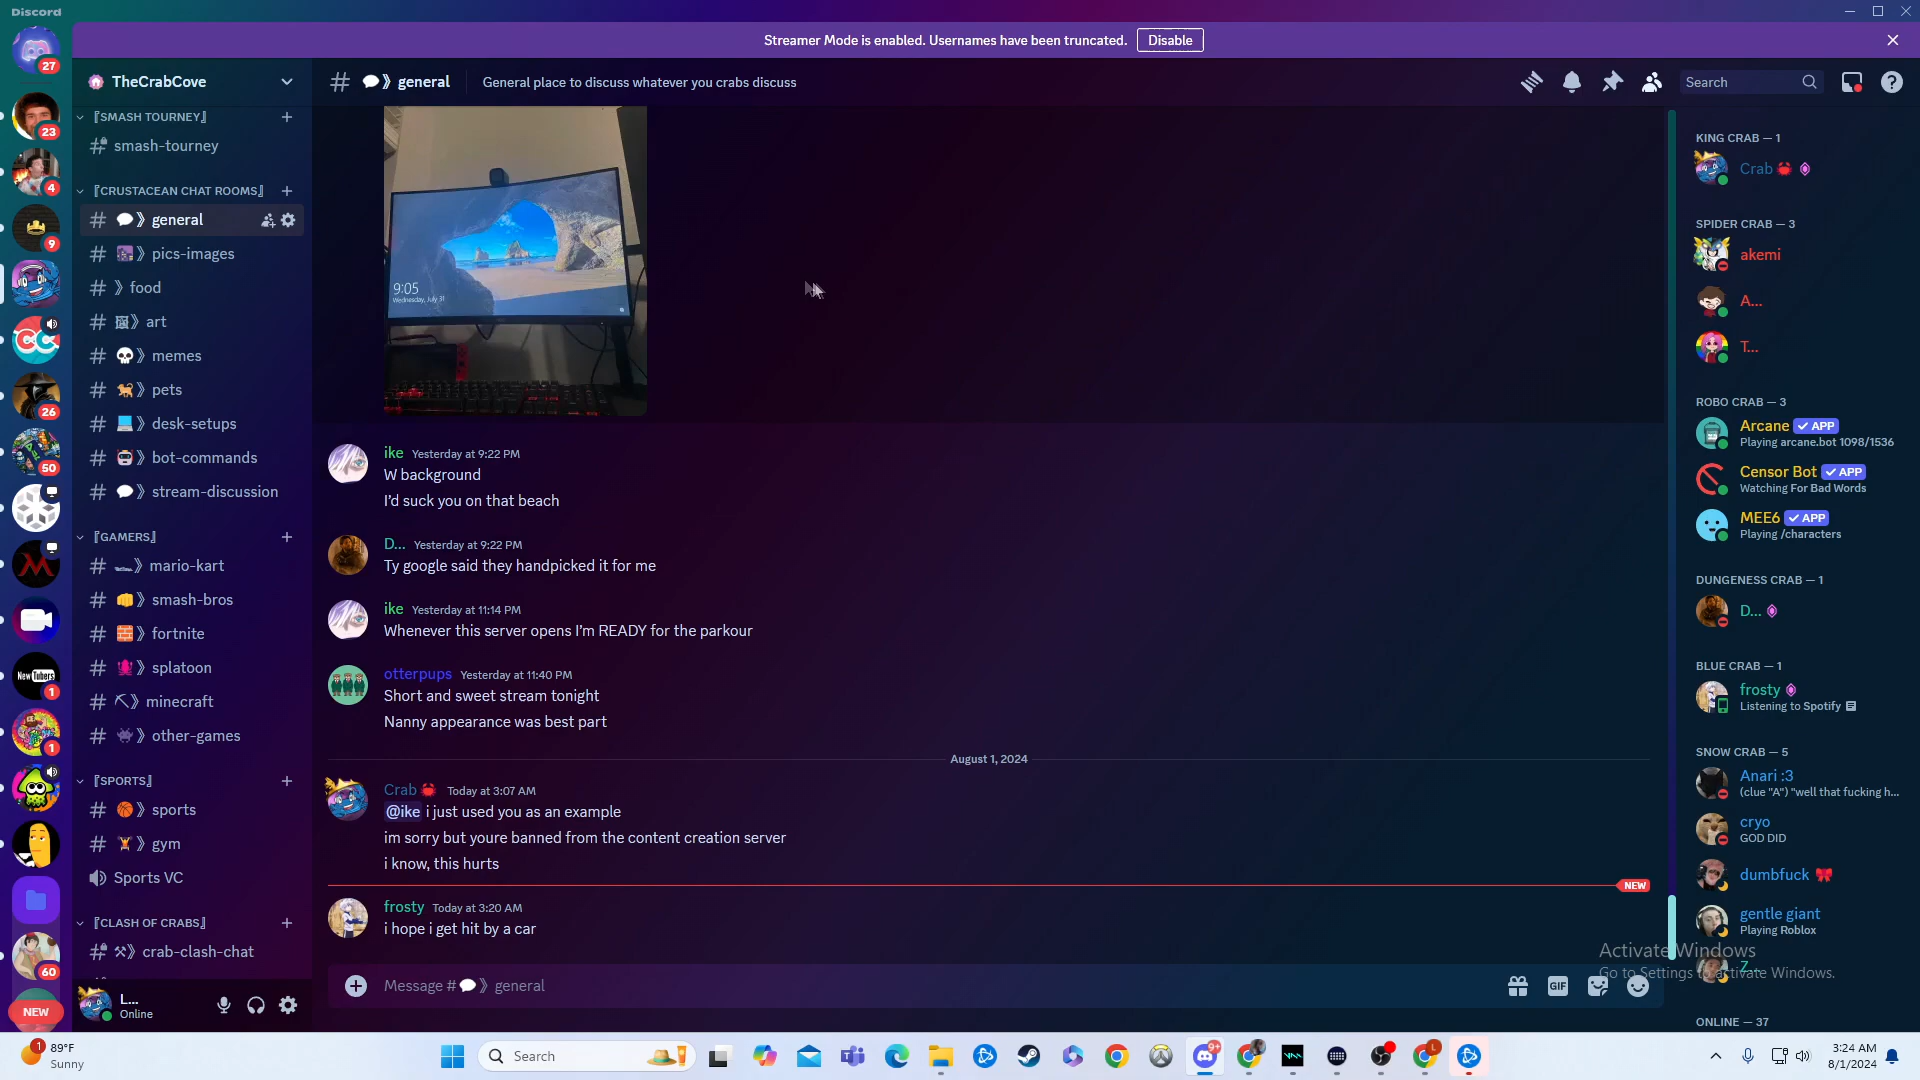 Discord
Streamer Mode is enabled. Usernames have been truncated. Disable
27
23
4
9
26
50
New Tubers
1
1
60
NEW
TheCrabCove
『SMASH TOURNEY』
smash-tourney
『CRUSTACEAN CHAT ROOMS』
💬》general
》pics-images
》food
🖼》art
💀》memes
🐕》pets
💻》desk-setups
🤖》bot-commands
💬》stream-discussion
『GAMERS』
🏎》mario-kart
👊》smash-bros
🧱》fortnite
🦑》splatoon
⛏》minecraft
👾》other-games
『SPORTS』
🏀》sports
🏋》gym
Sports VC
『CLASH OF CRABS』
⚒》crab-clash-chat
L...
Online
# 💬》general
General place to discuss whatever you crabs discuss
Search
9:05
Wednesday, July 31
ike Yesterday at 9:22 PM
W background
I'd suck you on that beach
D... Yesterday at 9:22 PM
Ty google said they handpicked it for me
ike Yesterday at 11:14 PM
Whenever this server opens I'm READY for the parkour
otterpups Yesterday at 11:40 PM
Short and sweet stream tonight
Nanny appearance was best part
August 1, 2024
Crab 🦀 Today at 3:07 AM
@ike i just used you as an example
im sorry but youre banned from the content creation server
i know, this hurts
NEW
frosty Today at 3:20 AM
i hope i get hit by a car
Message #💬》general
GIF
KING CRAB — 1
Crab 🦀
SPIDER CRAB — 3
akemi
A...
T...
ROBO CRAB — 3
Arcane ✓ APP
Playing arcane.bot 1098/1536
Censor Bot ✓ APP
Watching For Bad Words
MEE6 ✓ APP
Playing /characters
DUNGENESS CRAB — 1
D...
BLUE CRAB — 1
frosty
Listening to Spotify
SNOW CRAB — 5
Anari :3
(clue "A") "well that fucking h...
cryo
GOD DID
dumbfuck 🎀
gentle giant
Playing Roblox
Z...
ONLINE — 37
Activate Windows
Go to Settings to activate Windows.
1
89°F
Sunny
Search
9+
L
3:24 AM
8/1/2024